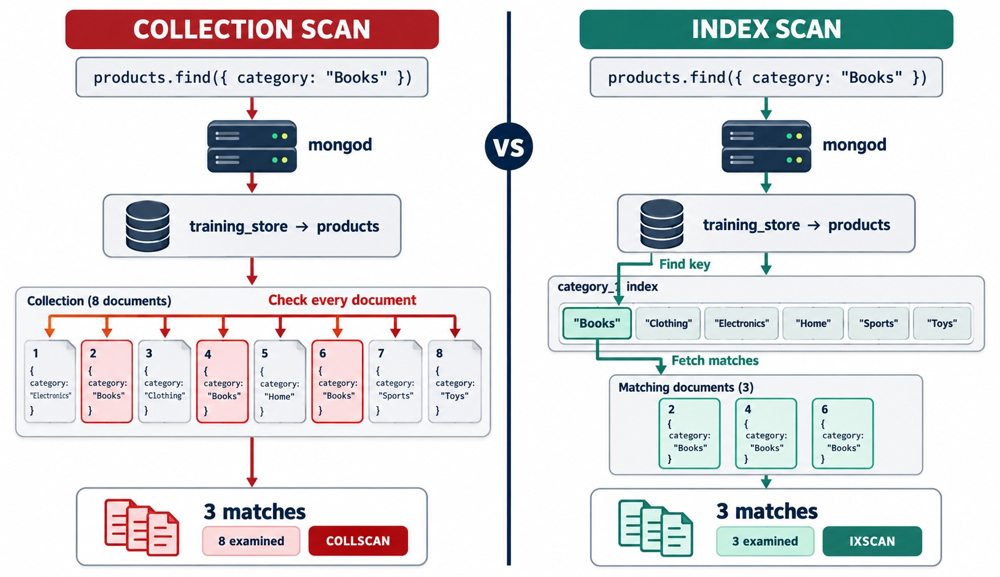 COLLECTION SCAN
products.find({ category: "Books" })
mongod
training_store → products
Collection (8 documents)
Check every document
1
{
category:
"Electronics"
}
2
{
category:
"Books"
}
3
{
category:
"Clothing"
}
4
{
category:
"Books"
}
5
{
category:
"Home"
}
6
{
category:
"Books"
}
7
{
category:
"Sports"
}
8
{
category:
"Toys"
}
3 matches
8 examined
COLLSCAN
VS
INDEX SCAN
products.find({ category: "Books" })
mongod
training_store → products
Find key
category_1 index
"Books"
"Clothing"
"Electronics"
"Home"
"Sports"
"Toys"
Fetch matches
Matching documents (3)
2
{
category:
"Books"
}
4
{
category:
"Books"
}
6
{
category:
"Books"
}
3 matches
3 examined
IXSCAN